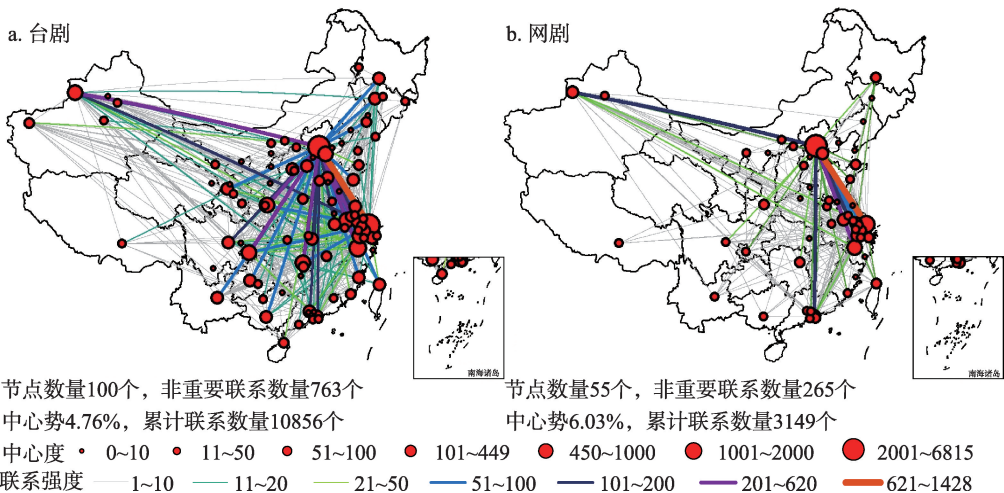 a. 台剧
b. 网剧
南海诸岛
南海诸岛
节点数量100个，非重要联系数量763个
中心势4.76%，累计联系数量10856个
节点数量55个，非重要联系数量265个
中心势6.03%，累计联系数量3149个
中心度 0~10 11~50 51~100 101~449 450~1000 1001~2000 2001~6815
联系强度 1~10 11~20 21~50 51~100 101~200 201~620 621~1428